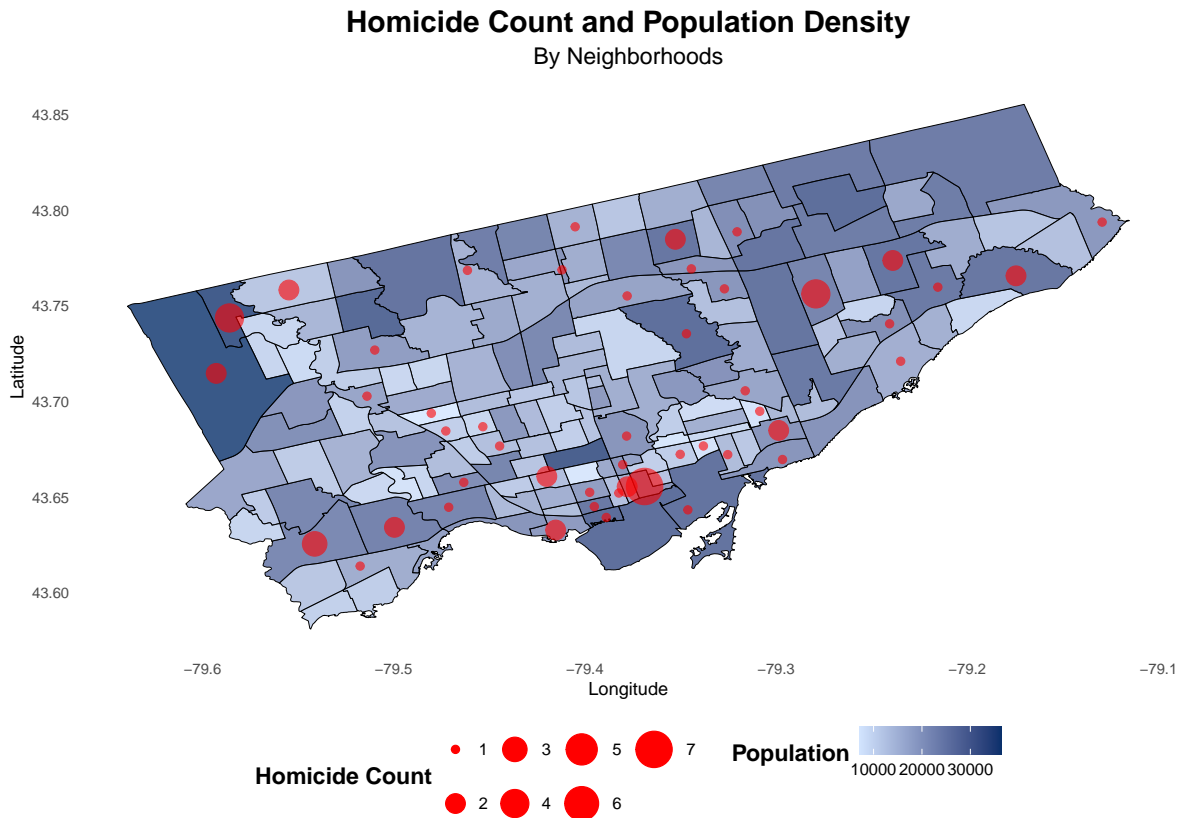 Homicide Count and Population Density
By Neighborhoods
43.85
43.80
43.75
43.70
43.65
43.60
Latitude
−79.6 −79.5 −79.4 −79.3 −79.2 −79.1
Longitude
Homicide Count
1 3 5 7
2 4 6
Population
10000 20000 30000